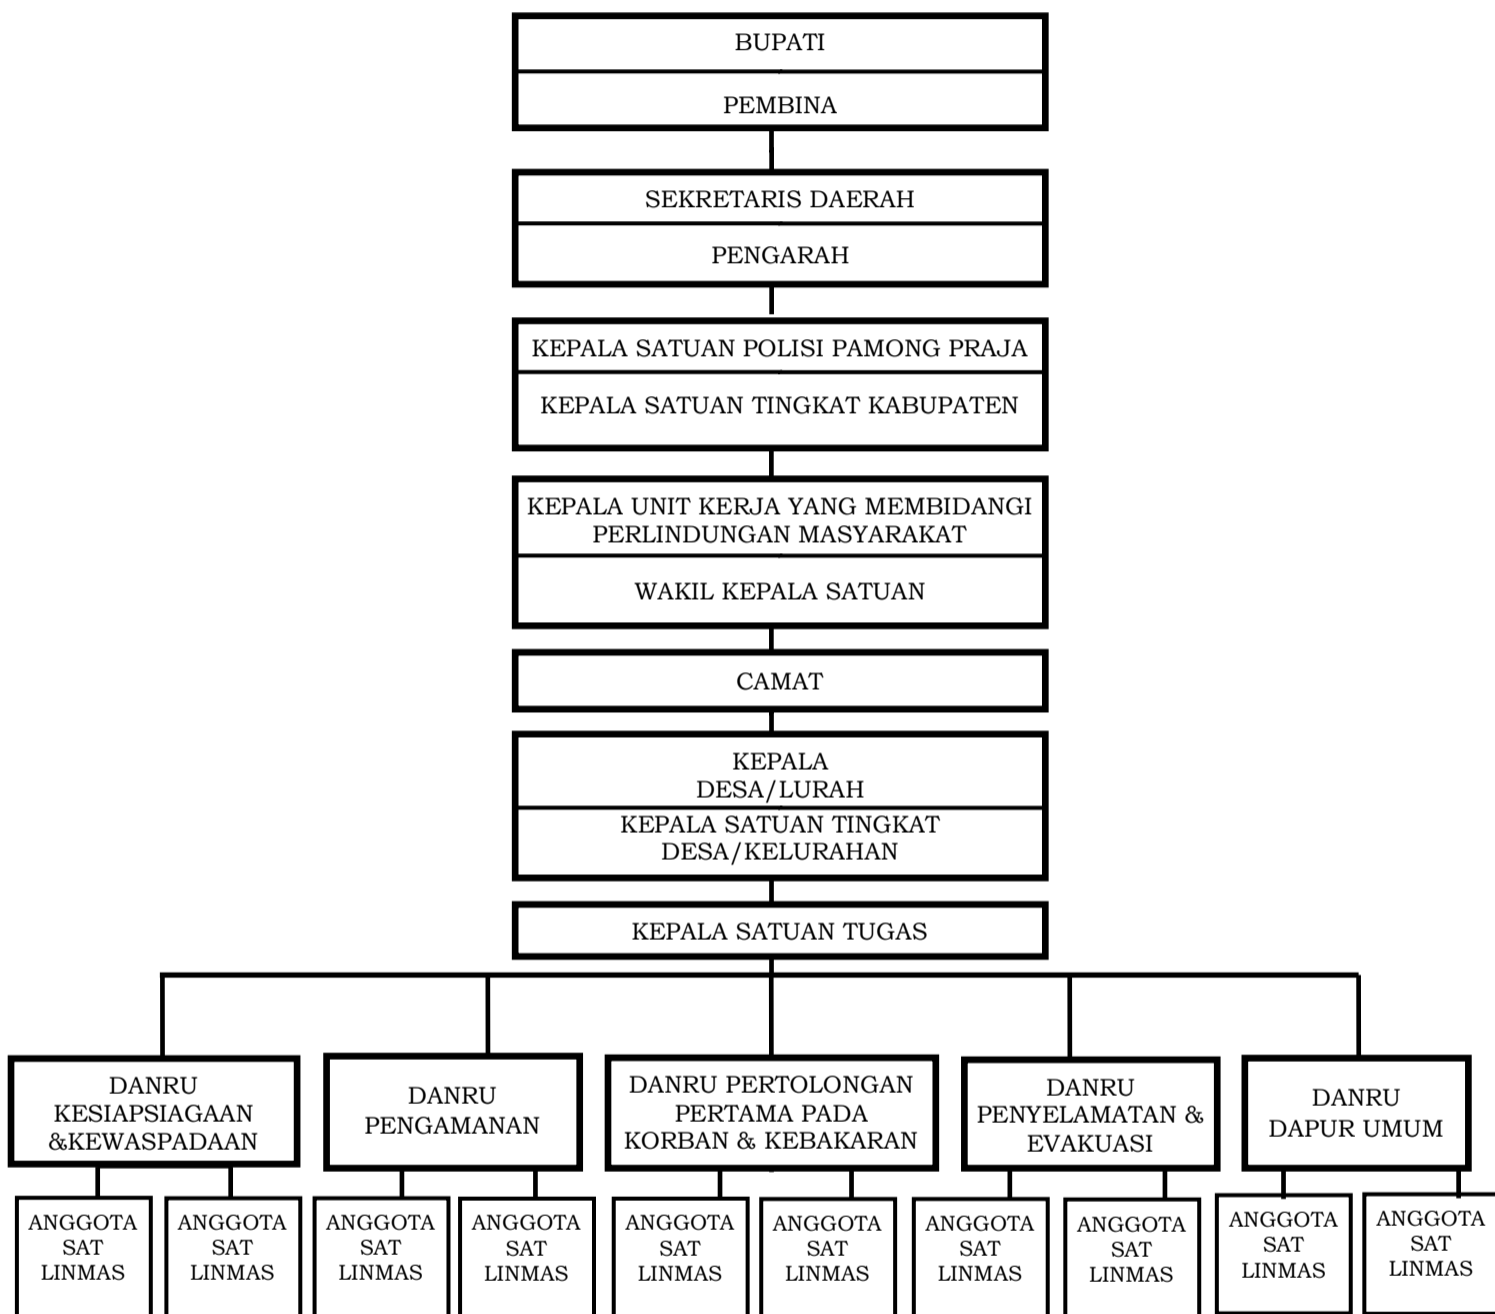 BUPATI
PEMBINA
SEKRETARIS DAERAH
PENGARAH
KEPALA SATUAN POLISI PAMONG PRAJA
KEPALA SATUAN TINGKAT KABUPATEN
KEPALA UNIT KERJA YANG MEMBIDANGI
PERLINDUNGAN MASYARAKAT
WAKIL KEPALA SATUAN
CAMAT
KEPALA
DESA/LURAH
KEPALA SATUAN TINGKAT
DESA/KELURAHAN
KEPALA SATUAN TUGAS
DANRU
KESIAPSIAGAAN
&KEWASPADAAN
DANRU
PENGAMANAN
DANRU PERTOLONGAN
PERTAMA PADA
KORBAN & KEBAKARAN
DANRU
PENYELAMATAN &
EVAKUASI
DANRU
DAPUR UMUM
ANGGOTA
SAT
LINMAS
ANGGOTA
SAT
LINMAS
ANGGOTA
SAT
LINMAS
ANGGOTA
SAT
LINMAS
ANGGOTA
SAT
LINMAS
ANGGOTA
SAT
LINMAS
ANGGOTA
SAT
LINMAS
ANGGOTA
SAT
LINMAS
ANGGOTA
SAT
LINMAS
ANGGOTA
SAT
LINMAS